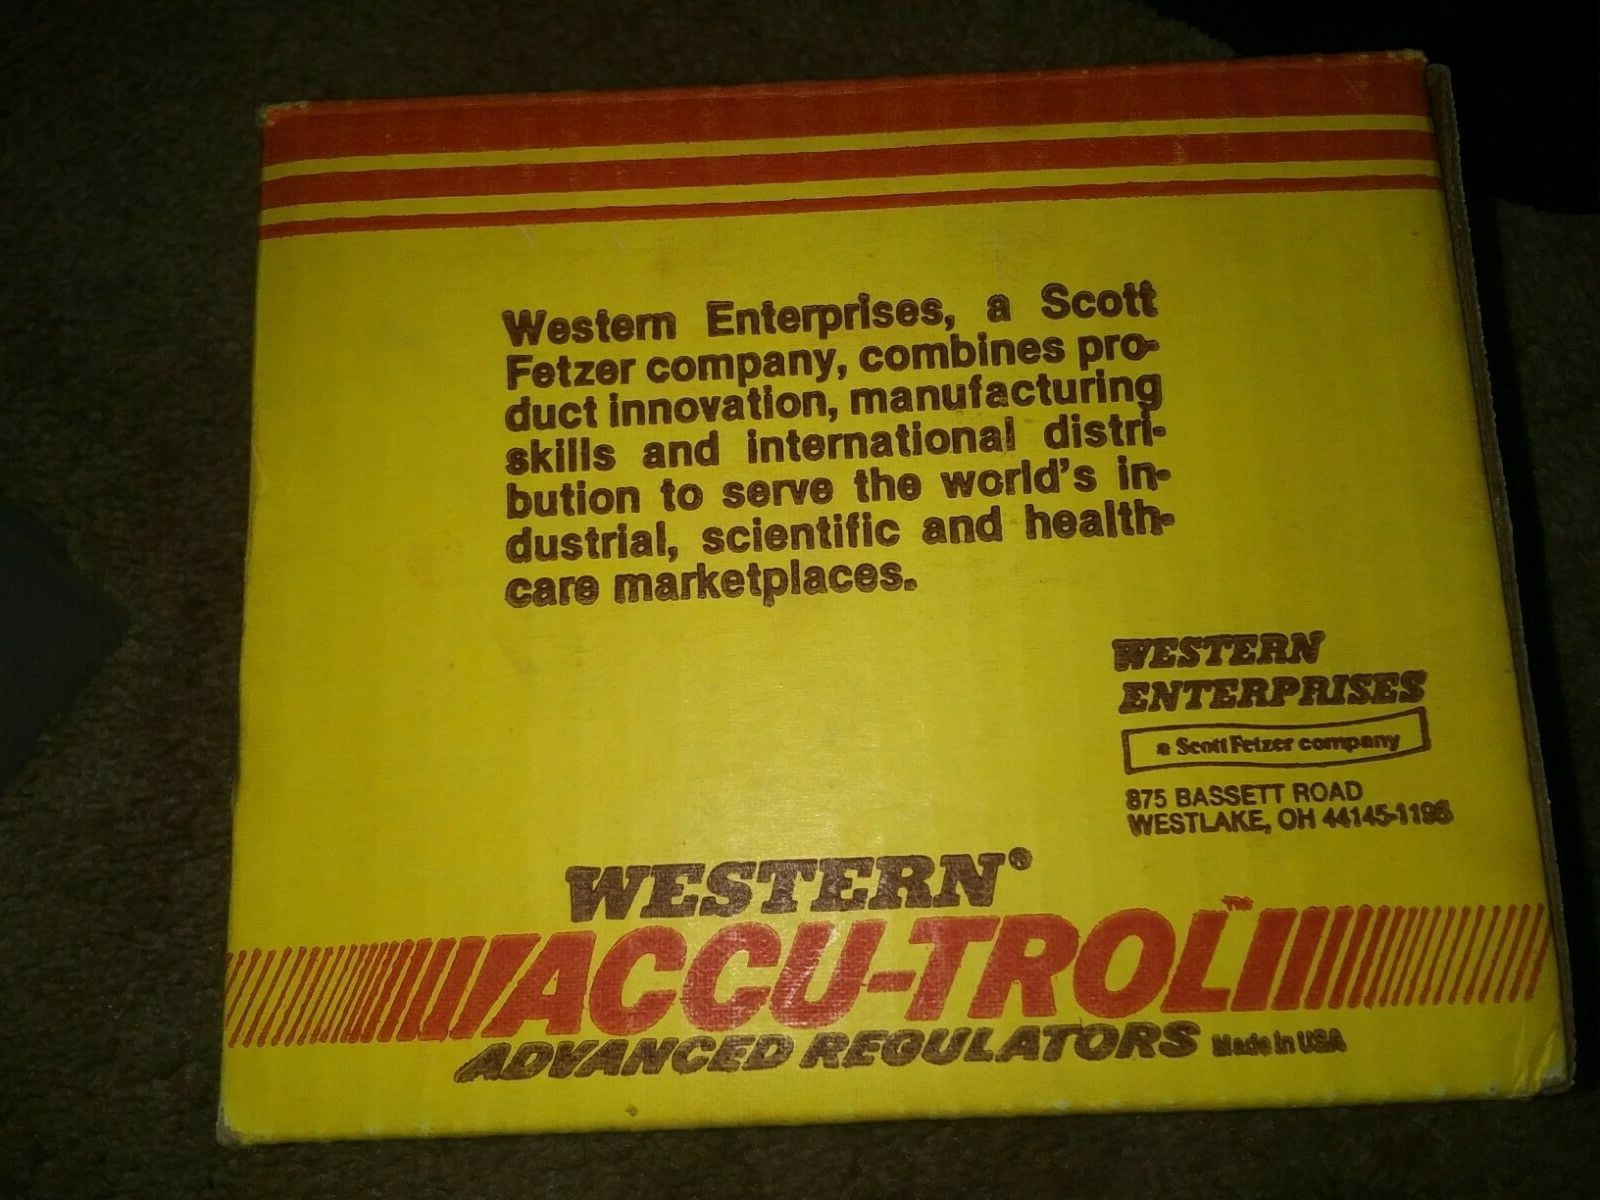 Western Enterprises, a Scott
Fetzer company, combines pro-
duct innovation, manufacturing
skills and international distri-
bution to serve the world's in-
dustrial, scientific and health-
care marketplaces.
WESTERN
ENTERPRISES
a Scott Fetzer company
875 BASSETT ROAD
WESTLAKE, OH 44145-1196
WESTERN®
ACCU-TROL™
ADVANCED REGULATORS Made In USA